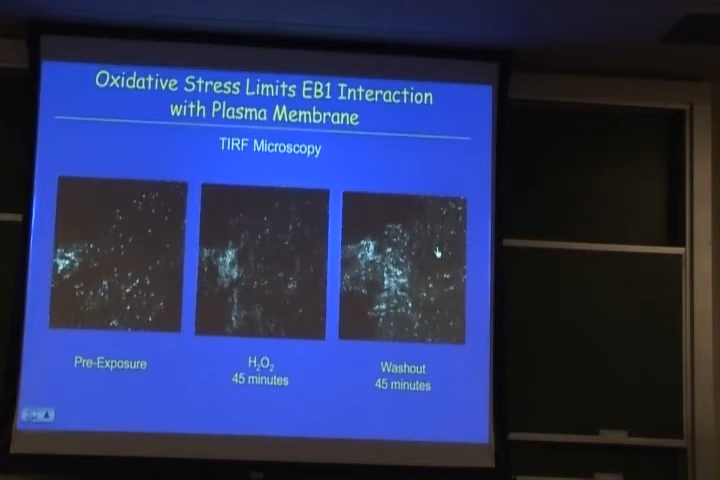 Oxidative Stress Limits EB1 Interaction
with Plasma Membrane
TIRF Microscopy
Pre-Exposure
H₂O₂
45 minutes
Washout
45 minutes